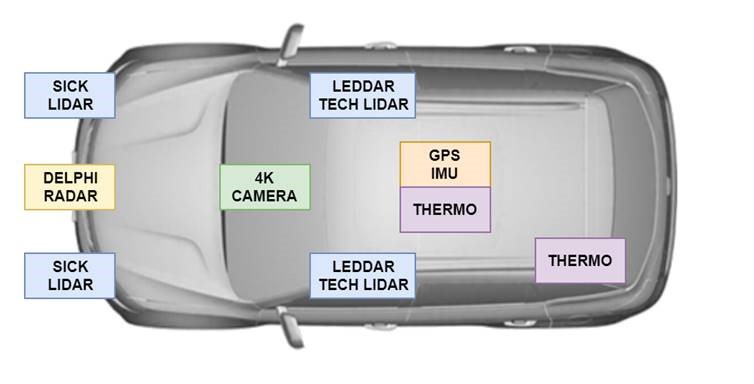 SICK
LIDAR
LEDDAR
TECH LIDAR
DELPHI
RADAR
4K
CAMERA
GPS
IMU
THERMO
SICK
LIDAR
LEDDAR
TECH LIDAR
THERMO